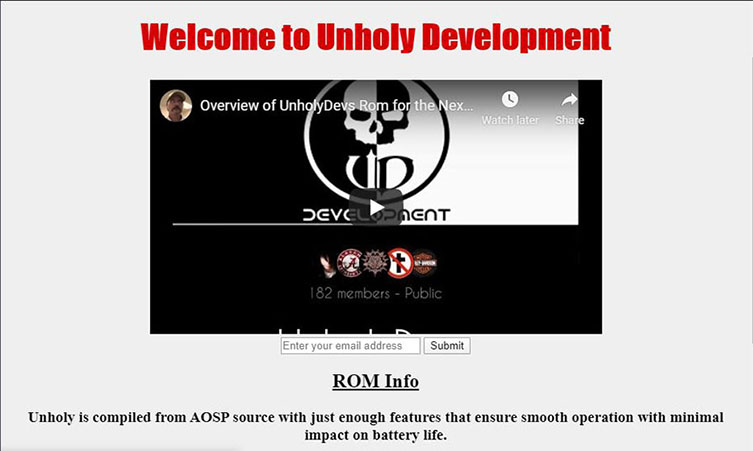 Welcome to Unholy Development
Overview of UnholyDevs Rom for the Nex...
Watch later
Share
UD
DEVELOPMENT
182 members - Public
Enter your email address
Submit
ROM Info
Unholy is compiled from AOSP source with just enough features that ensure smooth operation with minimal
impact on battery life.